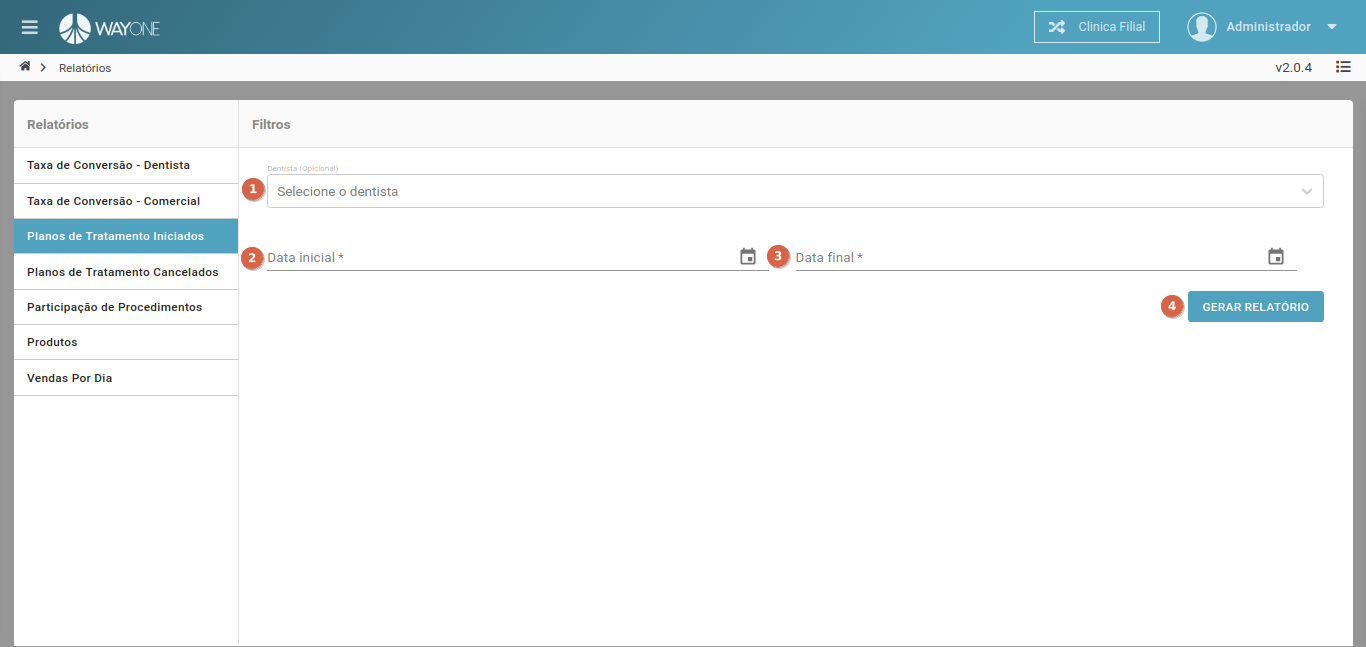 WAYONE
Clinica Filial
Administrador
Relatórios
v2.0.4
Relatórios
Taxa de Conversão - Dentista
Taxa de Conversão - Comercial
Planos de Tratamento Iniciados
Planos de Tratamento Cancelados
Participação de Procedimentos
Produtos
Vendas Por Dia
Filtros
Dentista (Opicional)
1 Selecione o dentista
2 Data inicial * 3 Data final *
4 GERAR RELATÓRIO